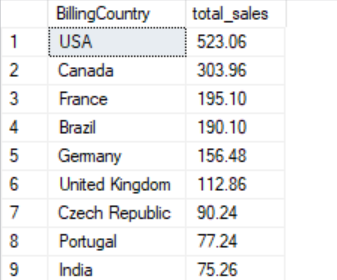 BillingCountry total_sales
1 USA 523.06
2 Canada 303.96
3 France 195.10
4 Brazil 190.10
5 Germany 156.48
6 United Kingdom 112.86
7 Czech Republic 90.24
8 Portugal 77.24
9 India 75.26